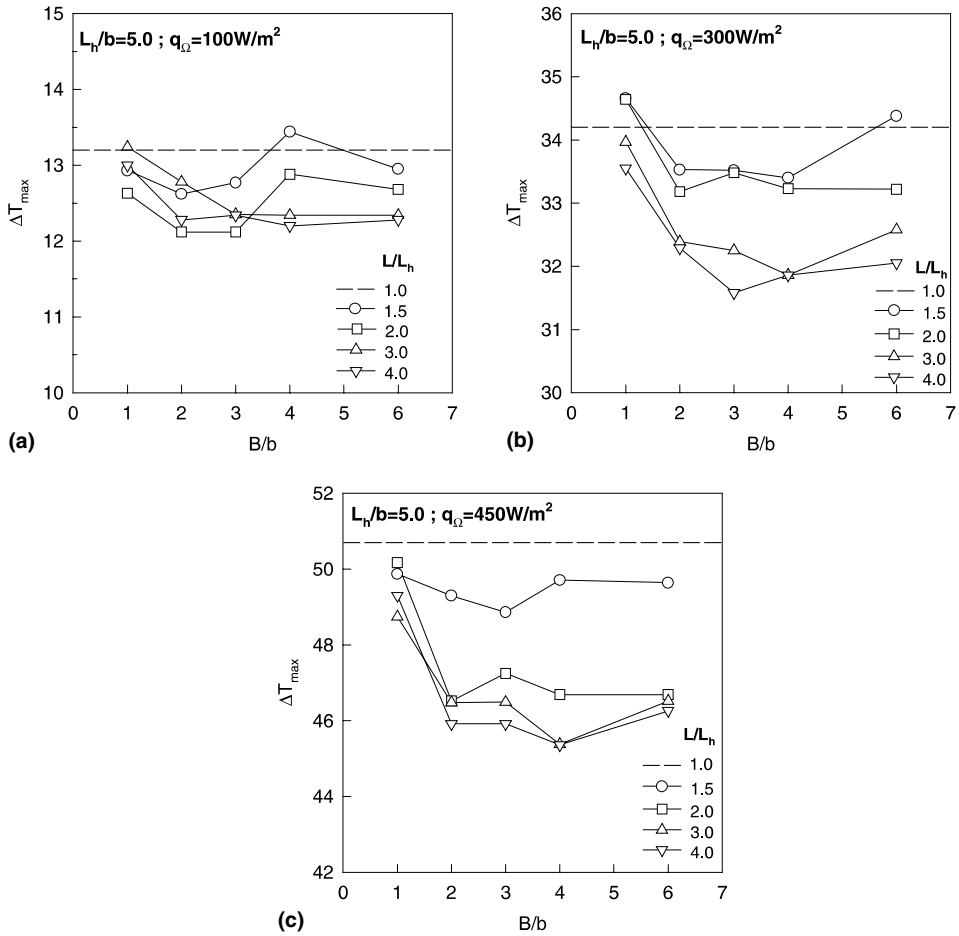 L_h/b=5.0 ; q_Ω=100W/m²
15
14
13
12
11
10
ΔT_max
0 1 2 3 4 5 6 7
B/b
L/L_h
1.0
1.5
2.0
3.0
4.0
(a)
L_h/b=5.0 ; q_Ω=300W/m²
36
35
34
33
32
31
30
ΔT_max
0 1 2 3 4 5 6 7
B/b
L/L_h
1.0
1.5
2.0
3.0
4.0
(b)
L_h/b=5.0 ; q_Ω=450W/m²
52
50
48
46
44
42
ΔT_max
0 1 2 3 4 5 6 7
B/b
L/L_h
1.0
1.5
2.0
3.0
4.0
(c)